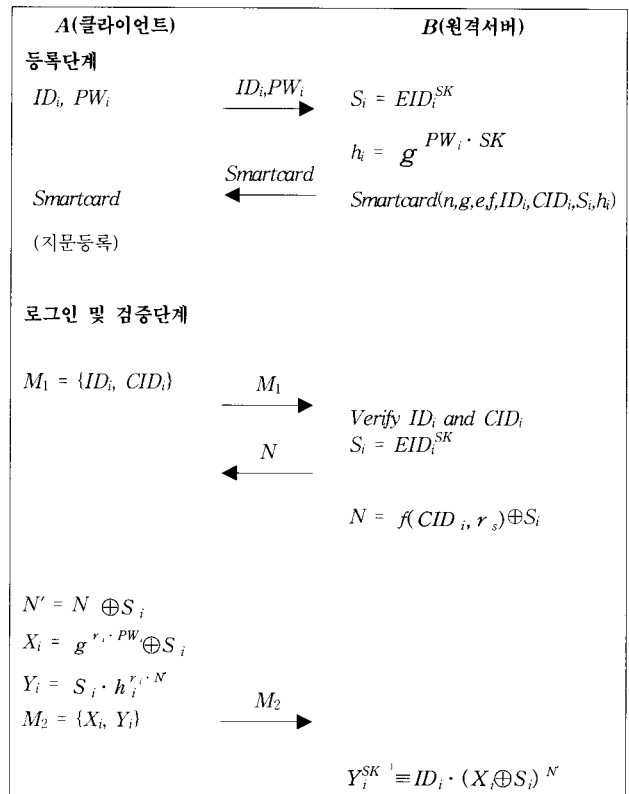 A(클라이언트) B(원격서버)
등록단계
ID_i, PW_i ID_i,PW_i S_i = EID_i^SK
h_i = g^{PW_i · SK}
Smartcard
Smartcard Smartcard(n,g,e,f,ID_i,CID_i,S_i,h_i)
(지문등록)
로그인 및 검증단계
M_1 = {ID_i, CID_i} M_1
Verify ID_i and CID_i
N S_i = EID_i^SK
N = f(CID_i, r_s)⊕S_i
N′ = N ⊕S_i
X_i = g^{r_i · PW_i}⊕S_i
Y_i = S_i · h_i^{r_i · N′}
M_2 = {X_i, Y_i} M_2
Y_i^{SK^{-1}} ≡ ID_i · (X_i⊕S_i)^{N′}